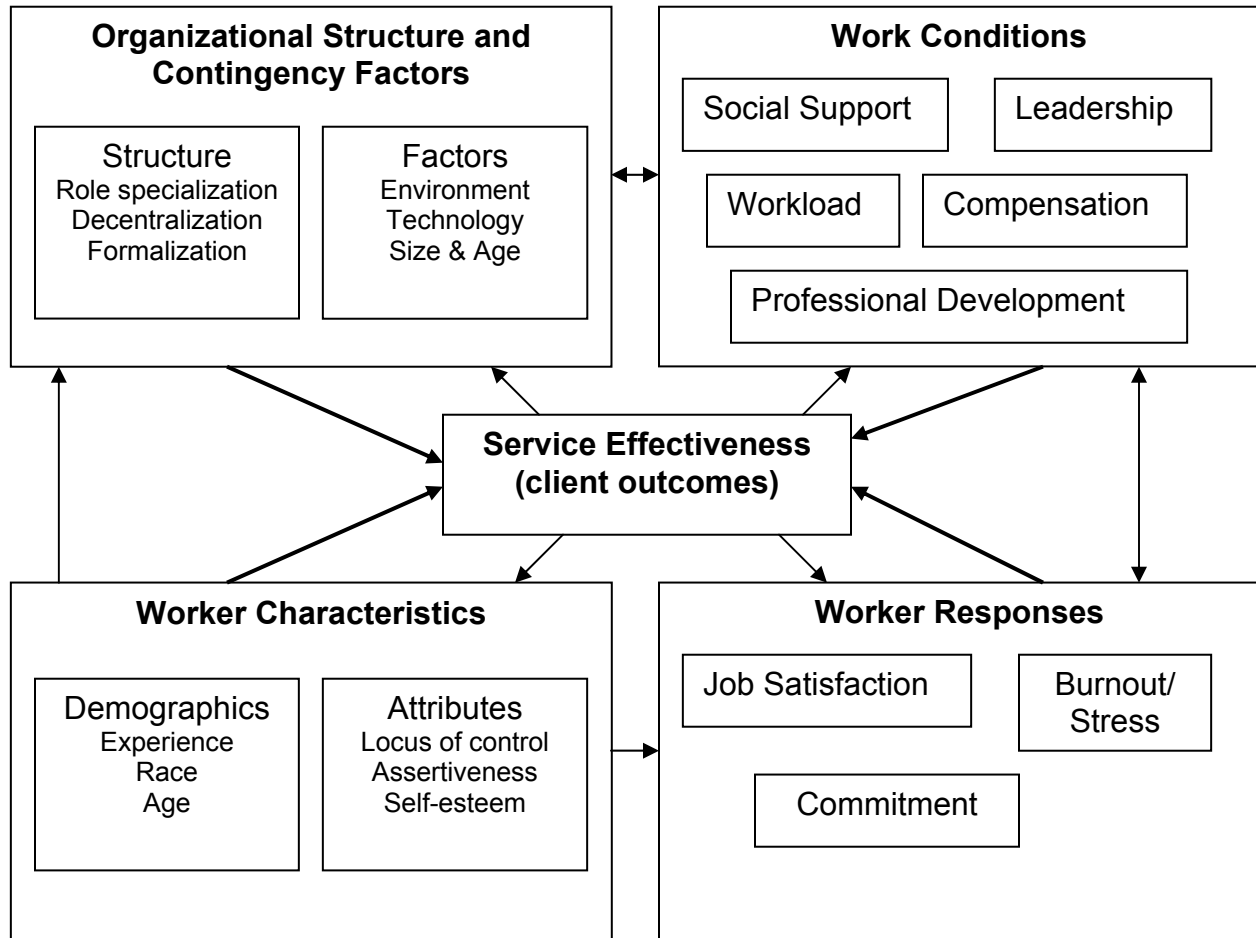 Organizational Structure and
Contingency Factors
Structure
Role specialization
Decentralization
Formalization
Factors
Environment
Technology
Size & Age
Work Conditions
Social Support
Leadership
Workload
Compensation
Professional Development
Service Effectiveness
(client outcomes)
Worker Characteristics
Demographics
Experience
Race
Age
Attributes
Locus of control
Assertiveness
Self-esteem
Worker Responses
Job Satisfaction
Burnout/
Stress
Commitment